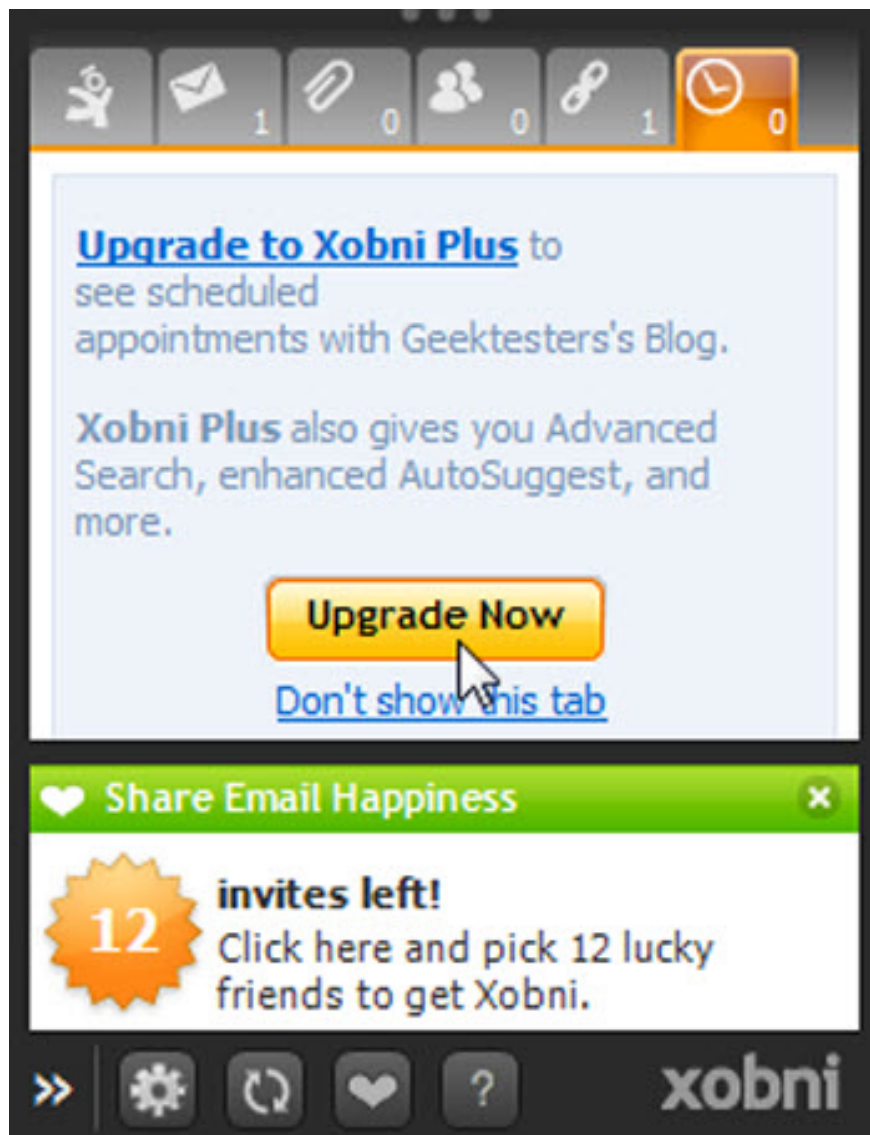 1 0 0 1 0
Upgrade to Xobni Plus to
see scheduled
appointments with Geektesters's Blog.
Xobni Plus also gives you Advanced
Search, enhanced AutoSuggest, and
more.
Upgrade Now
Don't show this tab
Share Email Happiness
12
invites left!
Click here and pick 12 lucky
friends to get Xobni.
? xobni